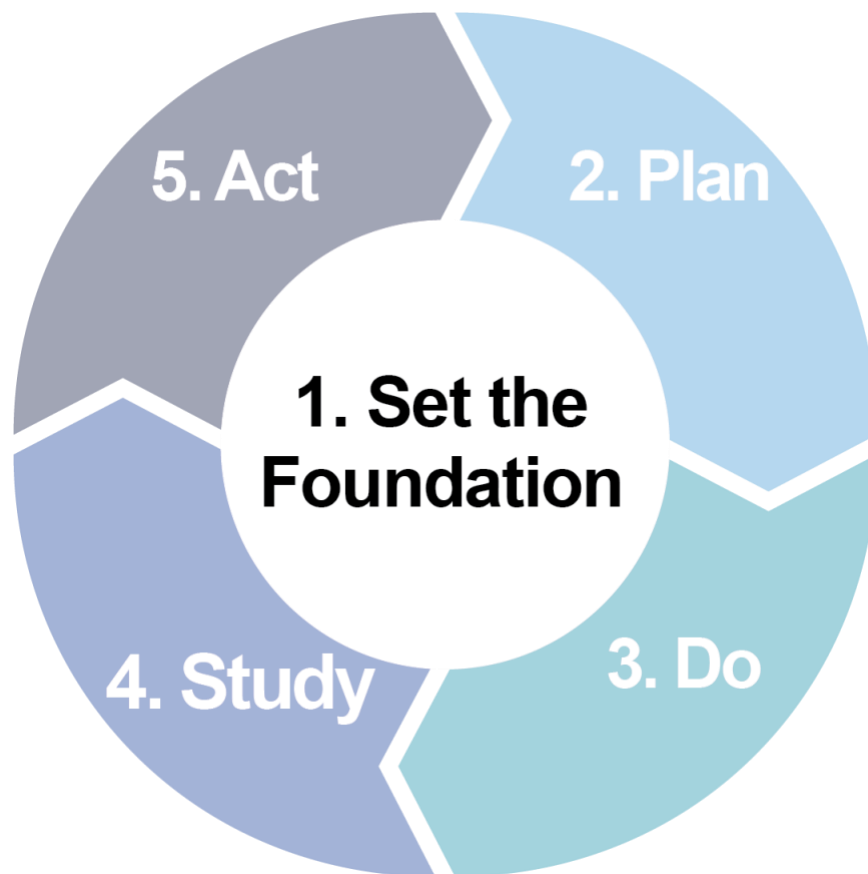 1. Set the
Foundation
2. Plan
3. Do
4. Study
5. Act